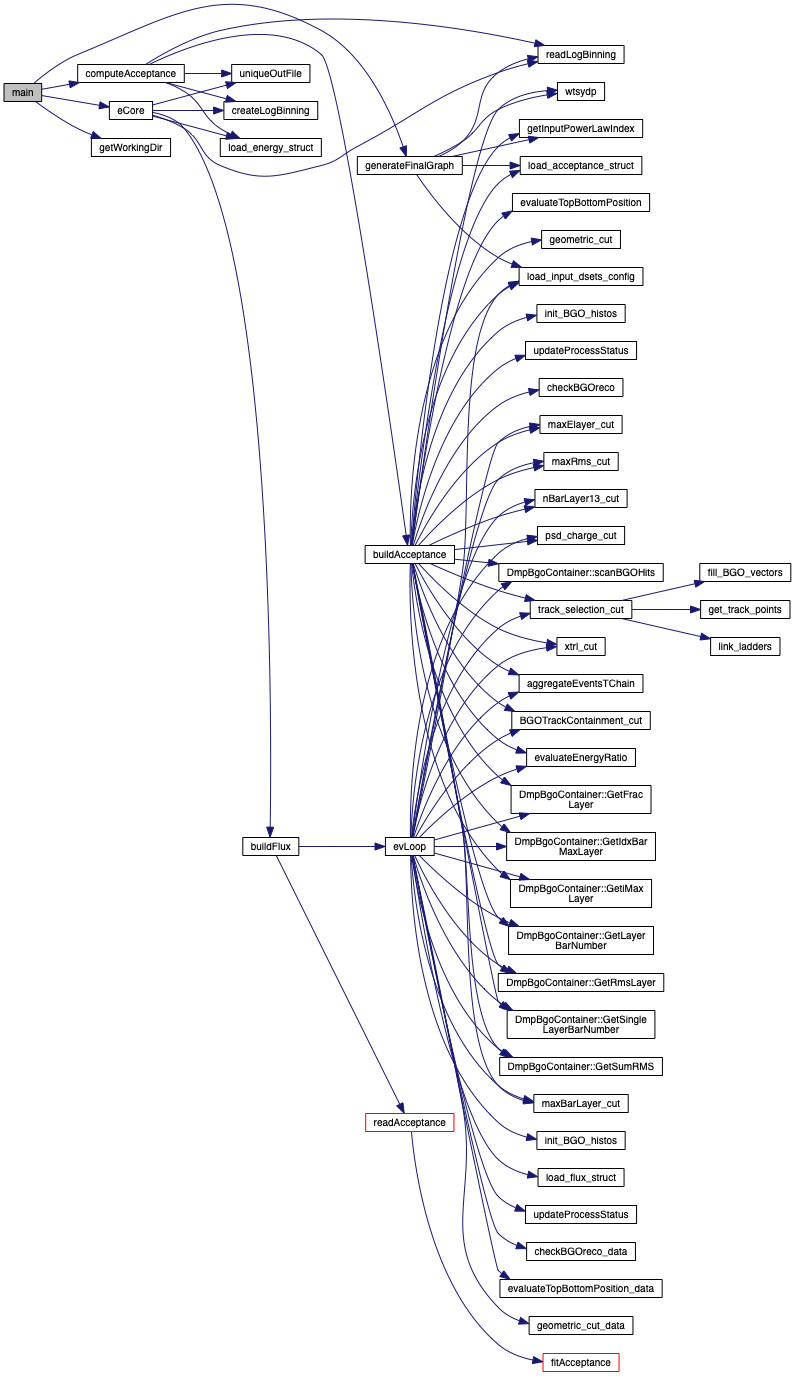 main
computeAcceptance
eCore
getWorkingDir
uniqueOutFile
createLogBinning
load_energy_struct
buildFlux
generateFinalGraph
buildAcceptance
evLoop
readAcceptance
readLogBinning
wtsydp
getInputPowerLawIndex
load_acceptance_struct
evaluateTopBottomPosition
geometric_cut
load_input_dsets_config
init_BGO_histos
updateProcessStatus
checkBGOreco
maxElayer_cut
maxRms_cut
nBarLayer13_cut
psd_charge_cut
DmpBgoContainer::scanBGOHits
track_selection_cut
xtrl_cut
aggregateEventsTChain
BGOTrackContainment_cut
evaluateEnergyRatio
DmpBgoContainer::GetFrac
Layer
DmpBgoContainer::GetIdxBar
MaxLayer
DmpBgoContainer::GetiMax
Layer
DmpBgoContainer::GetLayer
BarNumber
DmpBgoContainer::GetRmsLayer
DmpBgoContainer::GetSingle
LayerBarNumber
DmpBgoContainer::GetSumRMS
maxBarLayer_cut
init_BGO_histos
load_flux_struct
updateProcessStatus
checkBGOreco_data
evaluateTopBottomPosition_data
geometric_cut_data
fitAcceptance
fill_BGO_vectors
get_track_points
link_ladders